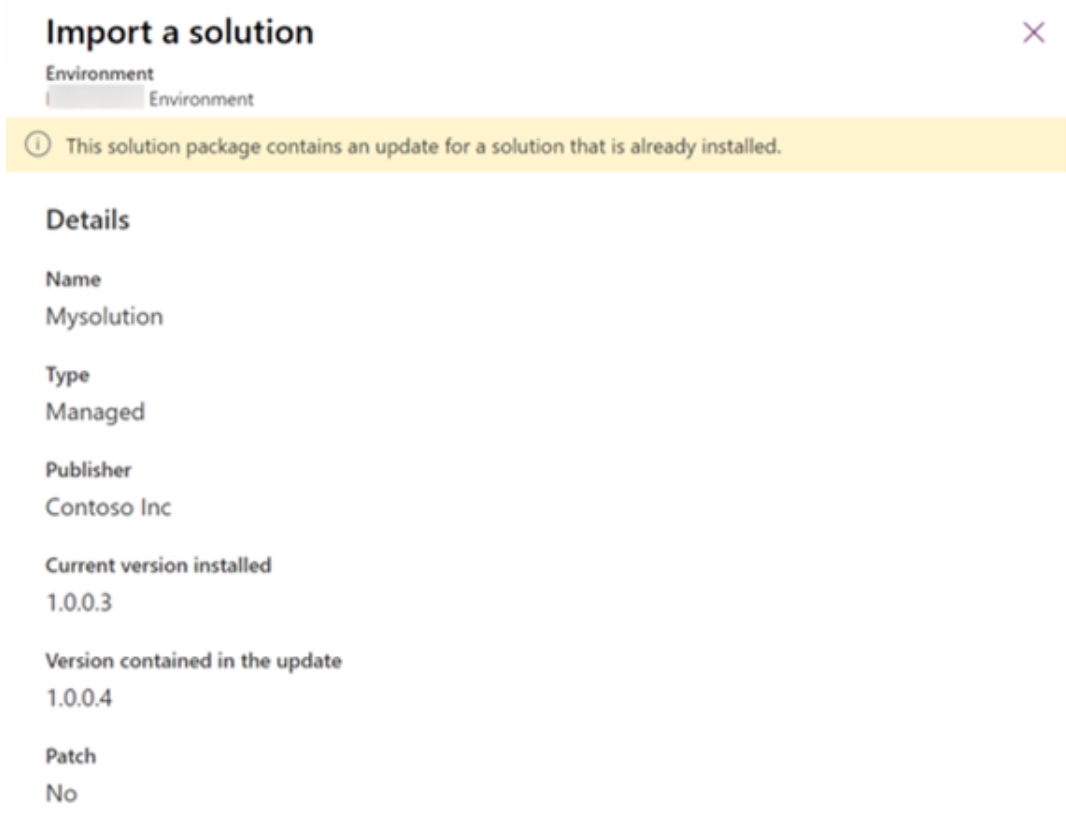 Import a solution
Environment
Environment
This solution package contains an update for a solution that is already installed.
Details
Name
Mysolution
Type
Managed
Publisher
Contoso Inc
Current version installed
1.0.0.3
Version contained in the update
1.0.0.4
Patch
No